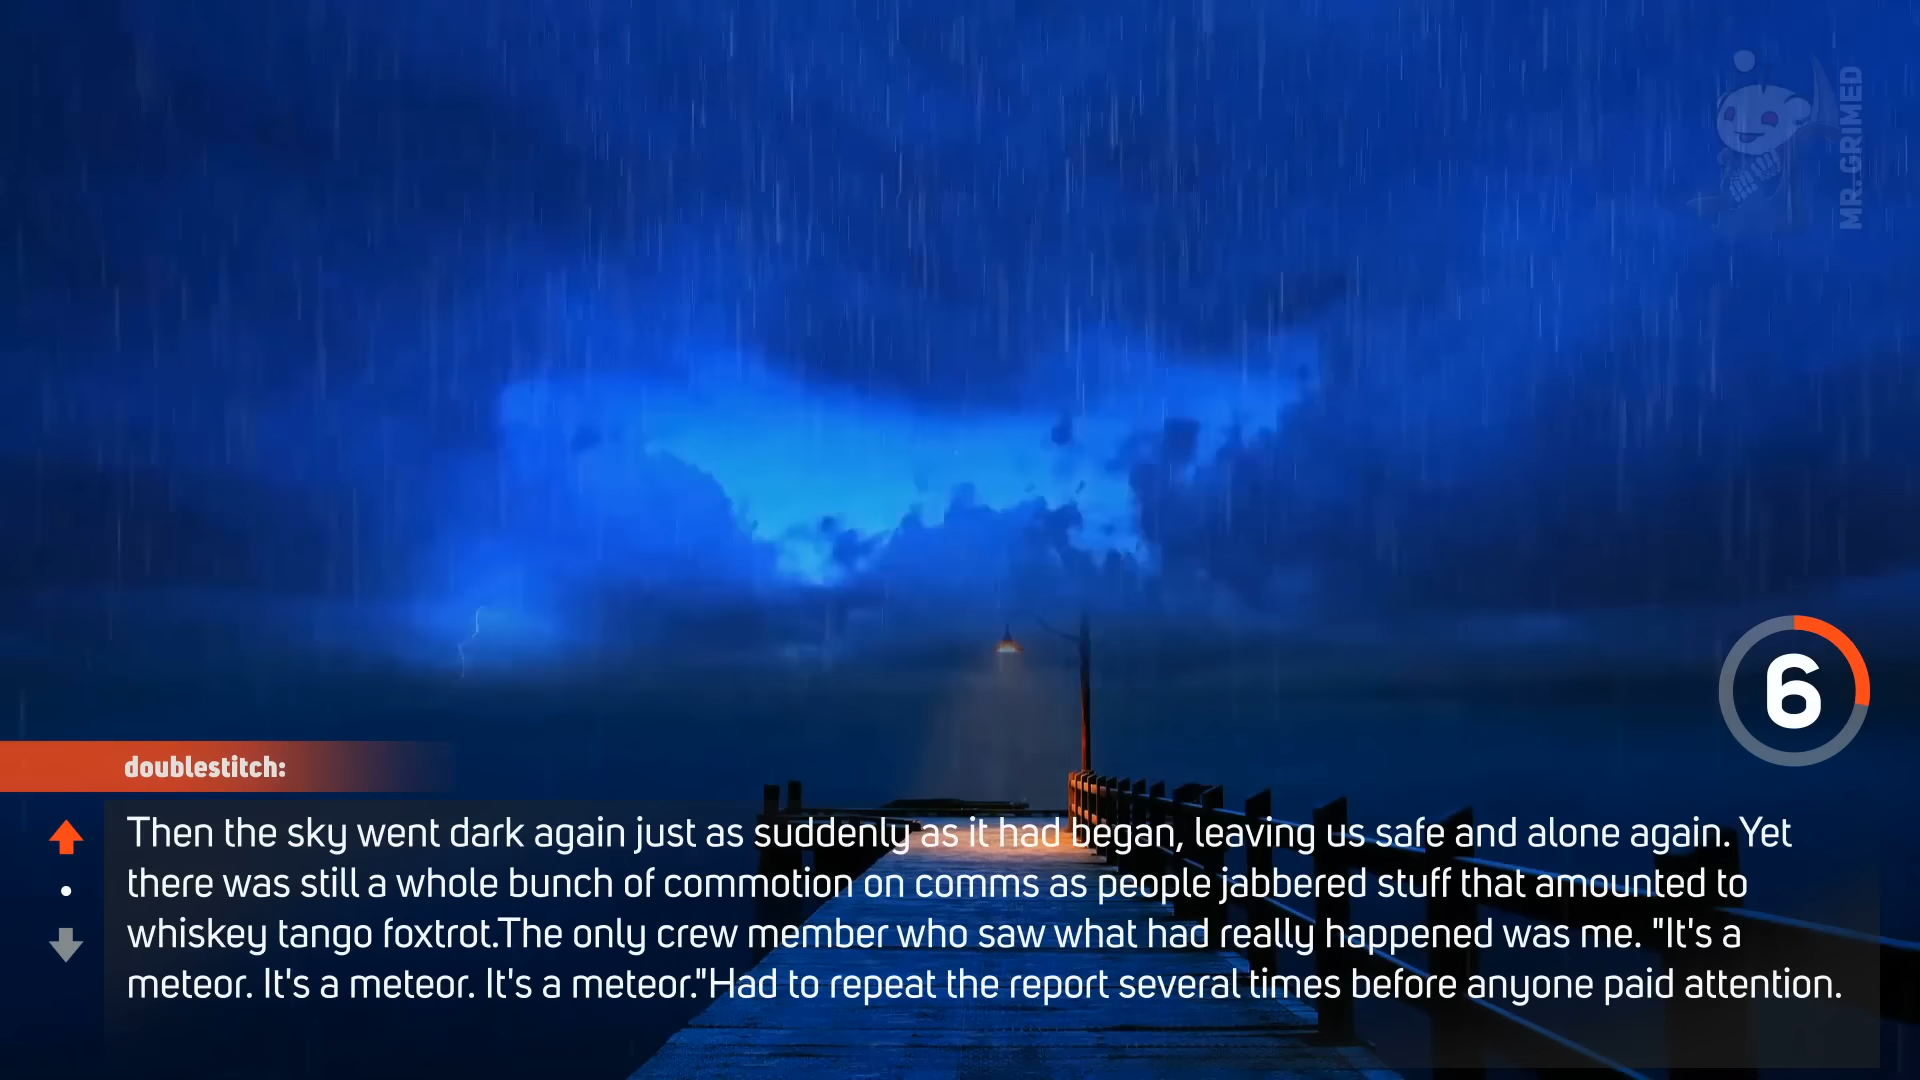 MR. GRIMED
6
doublestitch:
Then the sky went dark again just as suddenly as it had began, leaving us safe and alone again. Yet
there was still a whole bunch of commotion on comms as people jabbered stuff that amounted to
whiskey tango foxtrot.The only crew member who saw what had really happened was me. "It's a
meteor. It's a meteor. It's a meteor."Had to repeat the report several times before anyone paid attention.